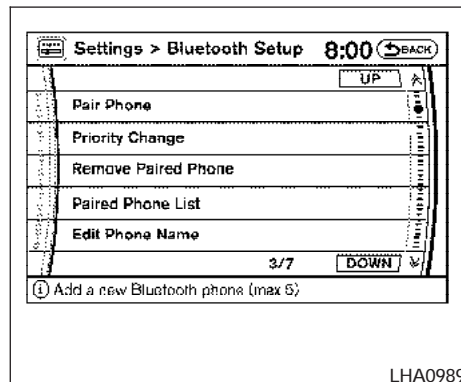 Settings > Bluetooth Setup 8:00 BACK
UP
Pair Phone
Priority Change
Remove Paired Phone
Paired Phone List
Edit Phone Name
3/7 DOWN
Add a new Bluetooth phone (max 5)
LHA0989